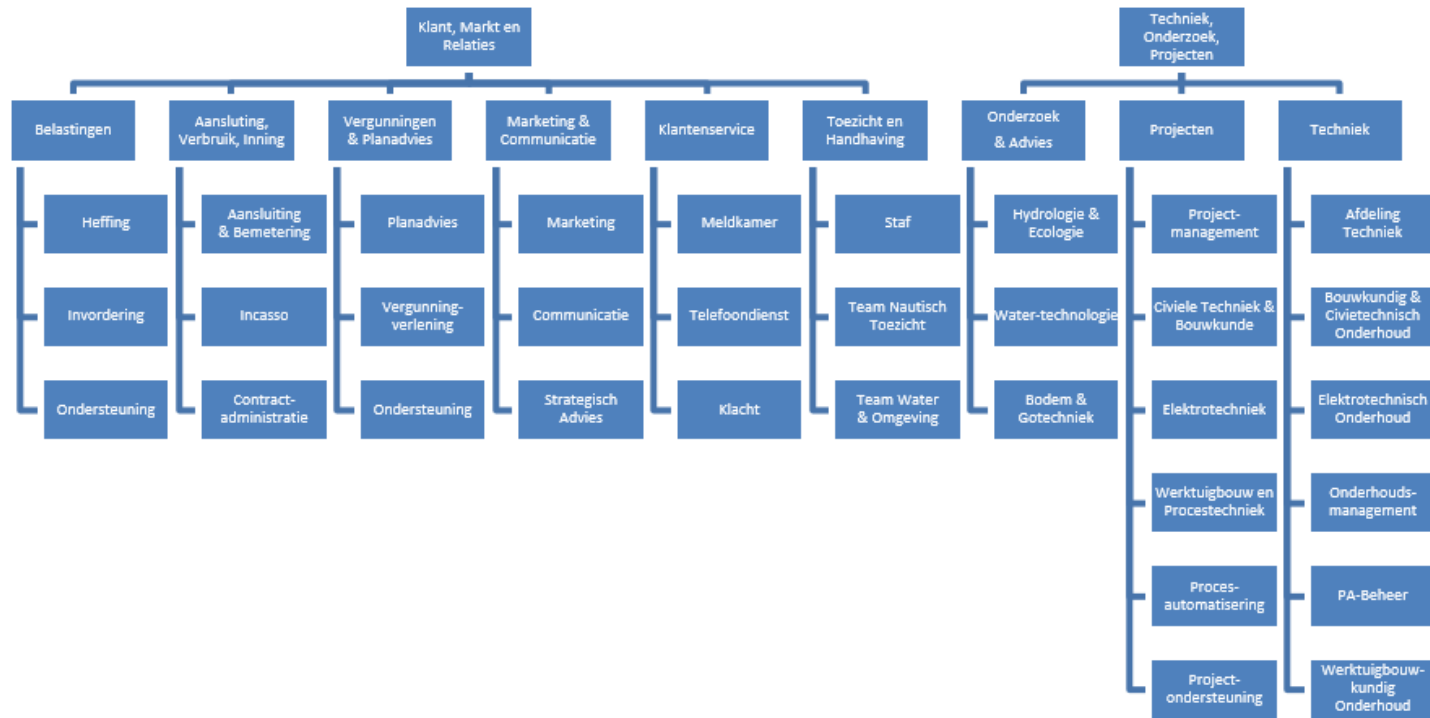 Klant, Markt en
Relaties
Techniek,
Onderzoek,
Projecten
Belastingen
Aansluting,
Verbruik, Inning
Vergunningen
& Planadvies
Marketing &
Communicatie
Klantenservice
Toezicht en
Handhaving
Onderzoek
& Advies
Projecten
Techniek
Heffing
Invordering
Ondersteuning
Aansluiting
& Bemetering
Incasso
Contract-
administratie
Planadvies
Vergunning-
verlening
Ondersteuning
Marketing
Communicatie
Strategisch
Advies
Meldkamer
Telefoondienst
Klacht
Staf
Team Nautisch
Toezicht
Team Water
& Omgeving
Hydrologie &
Ecologie
Water-technologie
Bodem &
Gotechniek
Project-
management
Civiele Techniek &
Bouwkunde
Elektrotechniek
Werktuigbouw en
Procestechniek
Proces-
automatisering
Project-
ondersteuning
Afdeling
Techniek
Bouwkundig &
Civietechnisch
Onderhoud
Elektrotechnisch
Onderhoud
Onderhouds-
management
PA-Beheer
Werktuigbouw-
kundig
Onderhoud